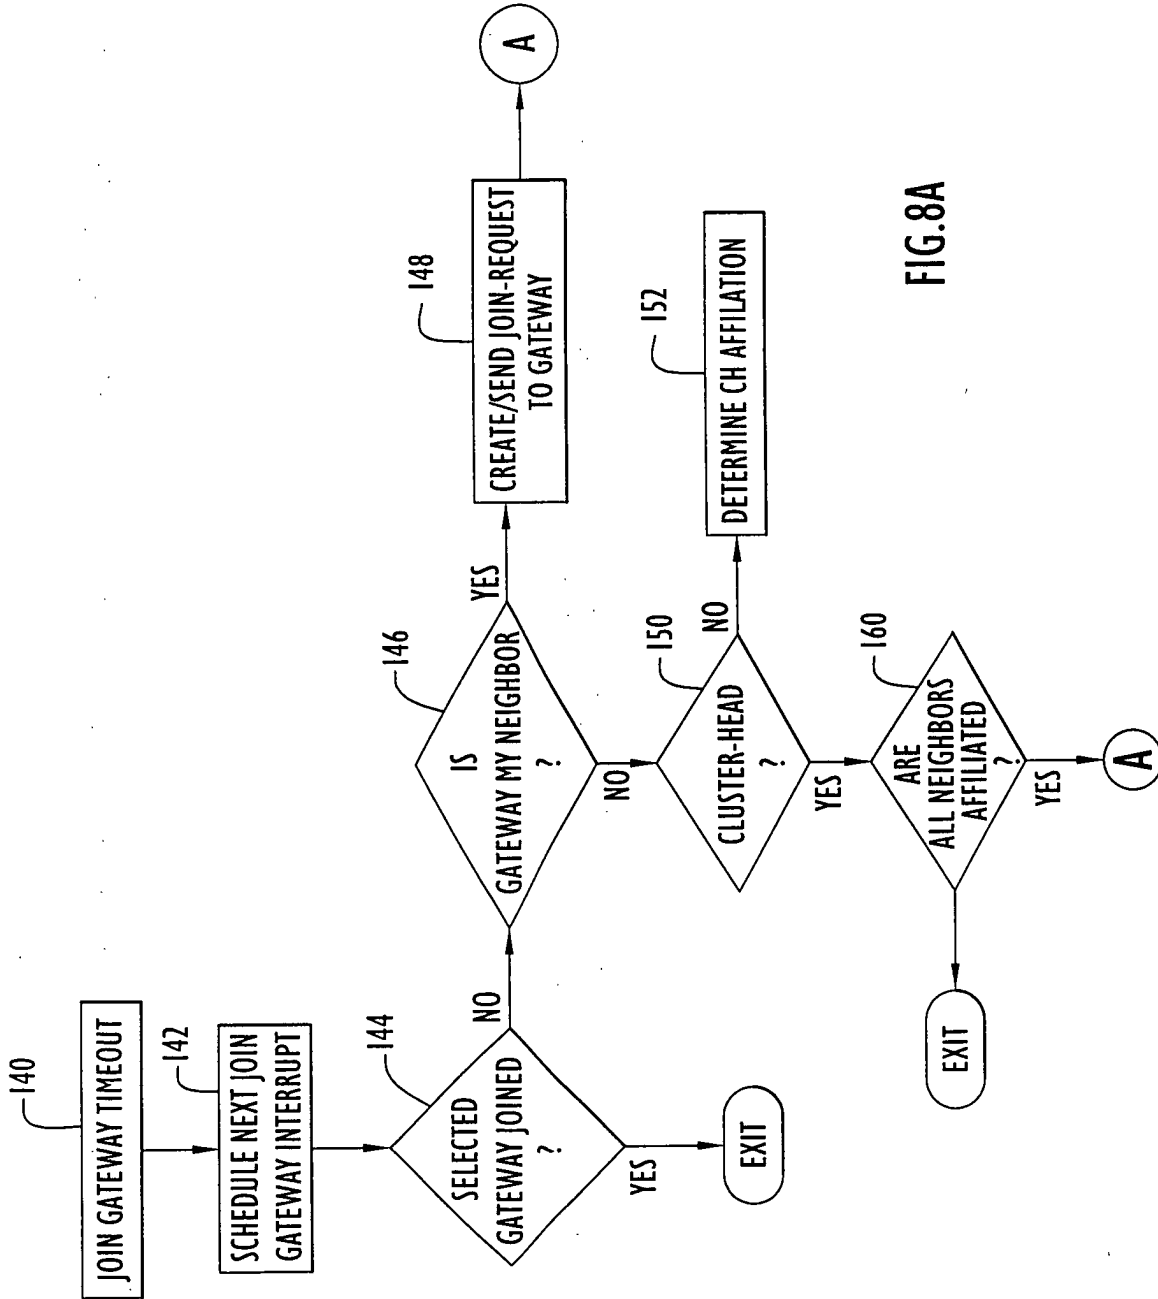 140
JOIN GATEWAY TIMEOUT
142
SCHEDULE NEXT JOIN
GATEWAY INTERRUPT
144
SELECTED
GATEWAY JOINED
?
NO
YES
EXIT
146
IS
GATEWAY MY NEIGHBOR
?
YES
NO
148
CREATE/SEND JOIN-REQUEST
TO GATEWAY
A
150
CLUSTER-HEAD
?
NO
YES
152
DETERMINE CH AFFILATION
160
ARE
ALL NEIGHBORS
AFFILIATED
?
YES
EXIT
A
FIG.8A